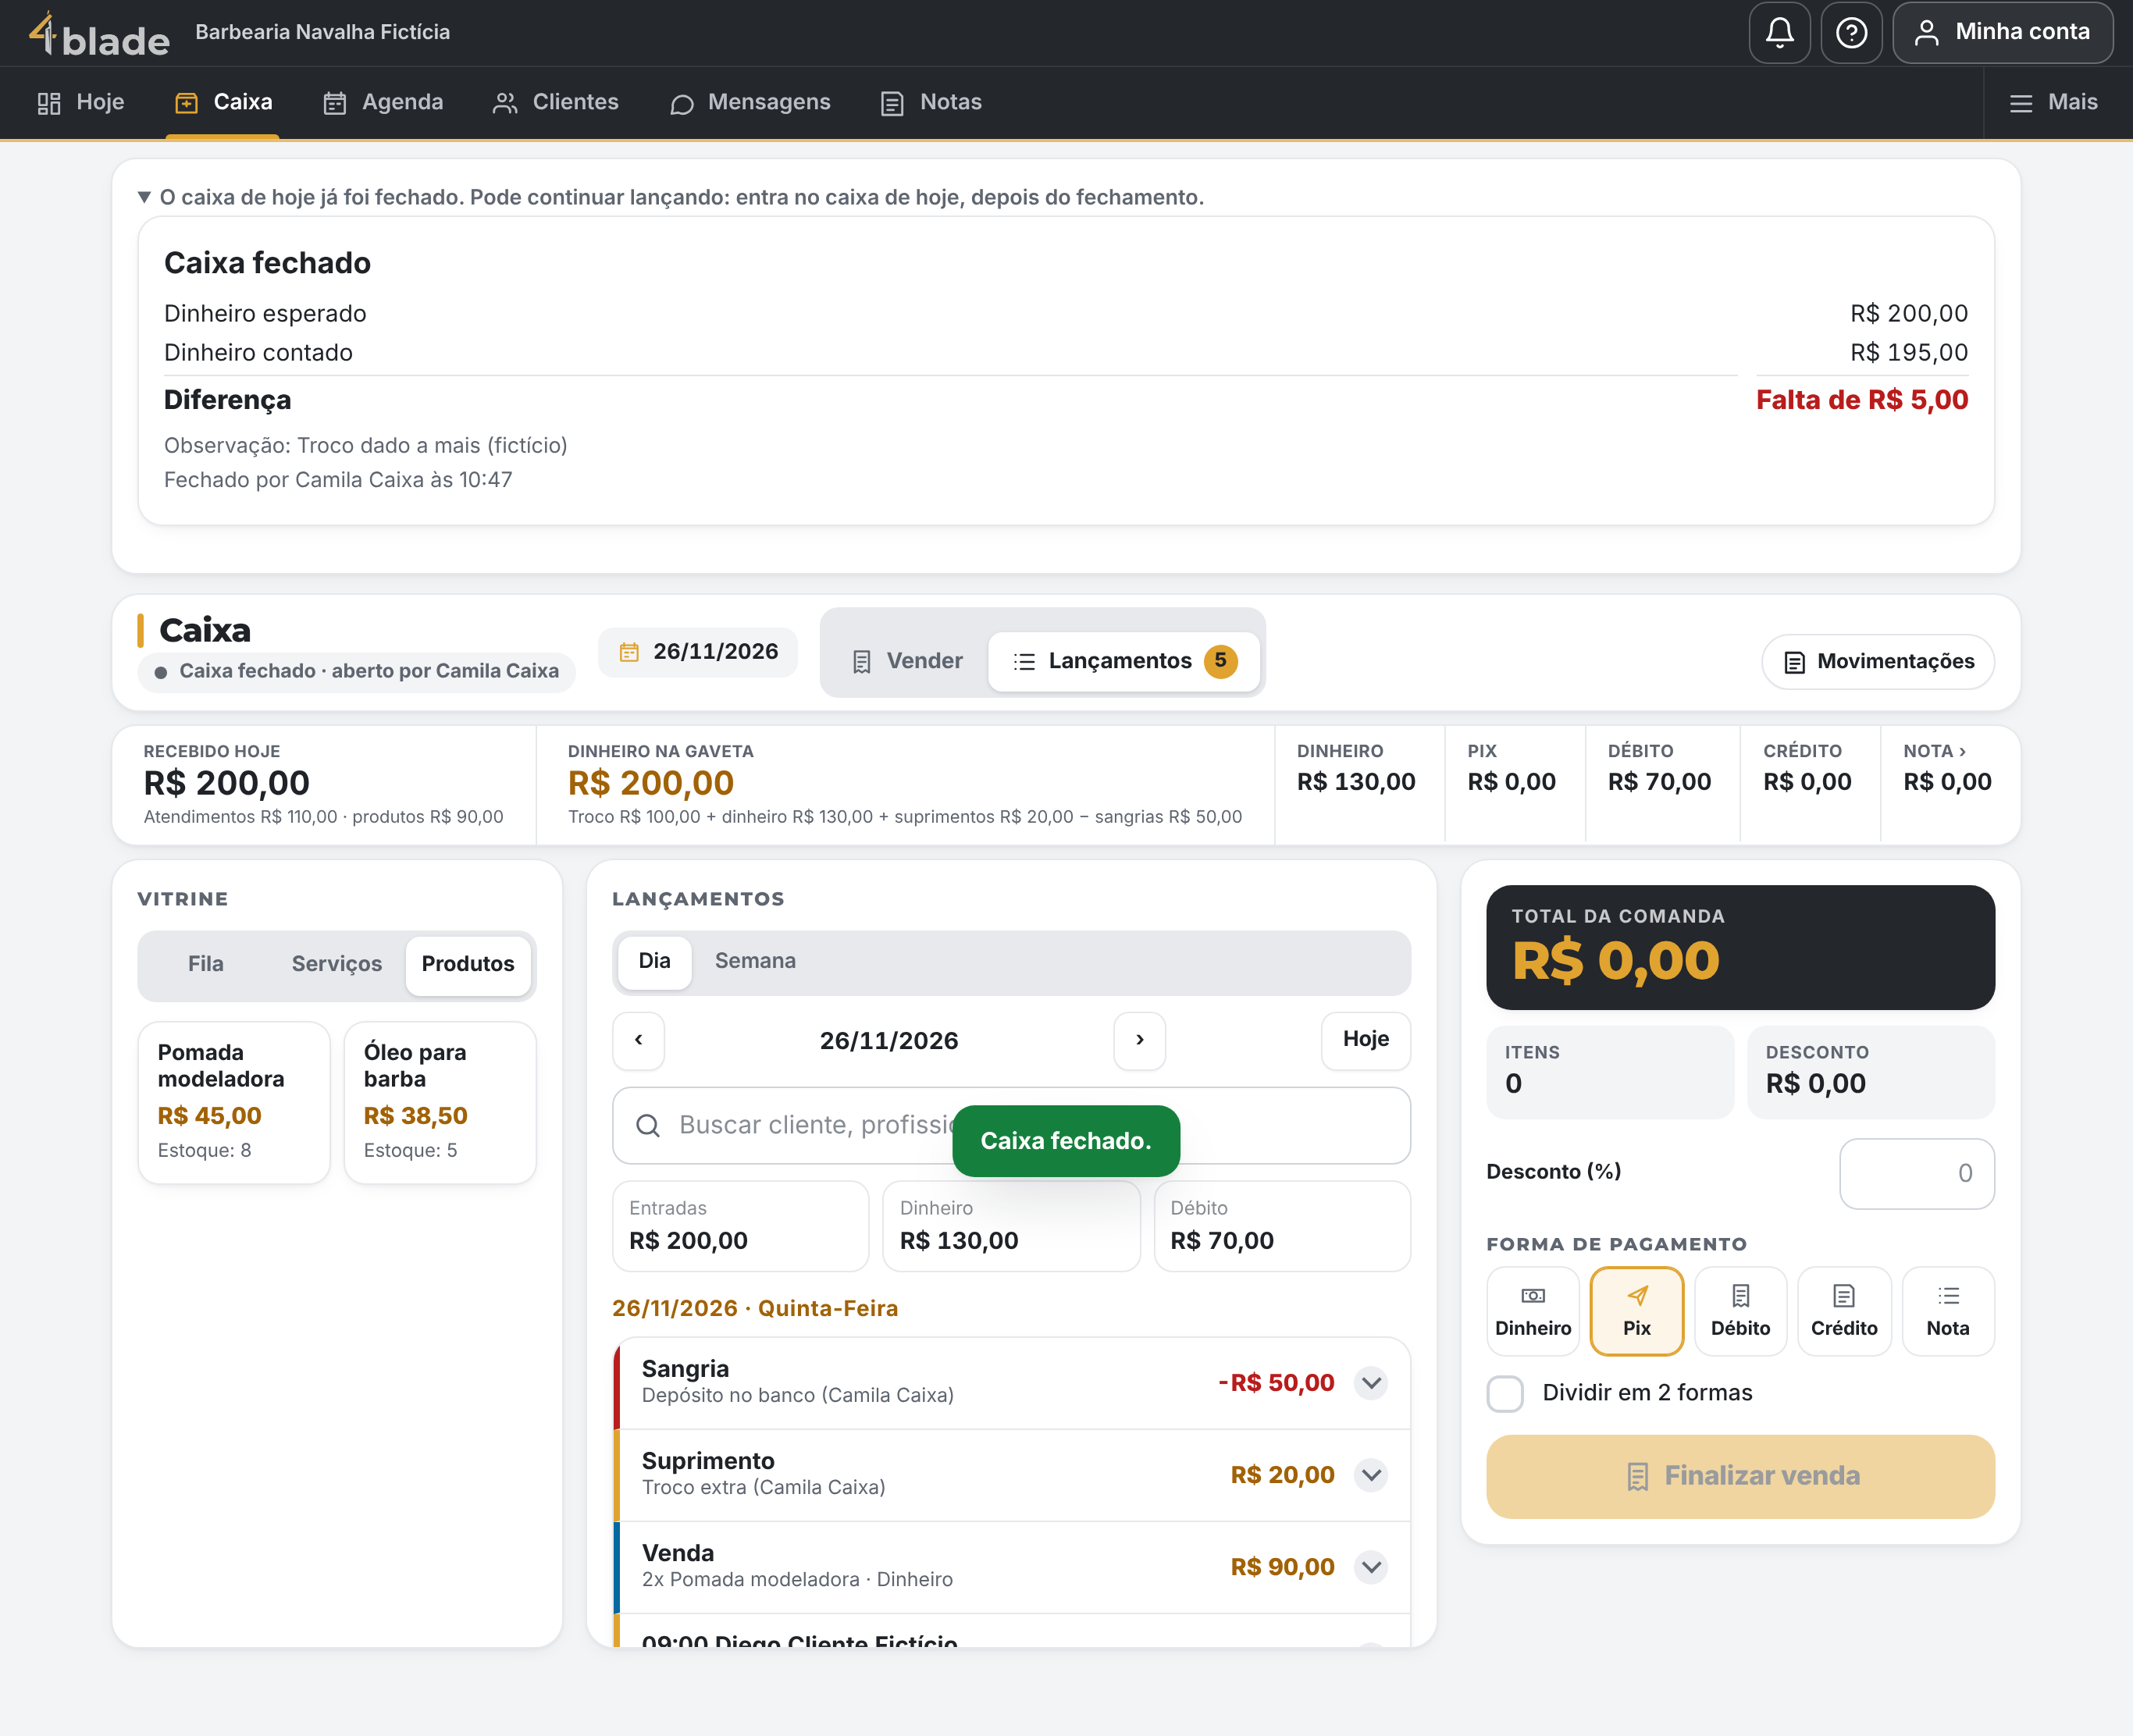 4blade
Barbearia Navalha Fictícia
Minha conta
Hoje
Caixa
Agenda
Clientes
Mensagens
Notas
Mais
▼ O caixa de hoje já foi fechado. Pode continuar lançando: entra no caixa de hoje, depois do fechamento.
Caixa fechado
Dinheiro esperado R$ 200,00
Dinheiro contado R$ 195,00
Diferença Falta de R$ 5,00
Observação: Troco dado a mais (fictício)
Fechado por Camila Caixa às 10:47
Caixa
Caixa fechado · aberto por Camila Caixa
26/11/2026
Vender
Lançamentos 5
Movimentações
RECEBIDO HOJE
R$ 200,00
Atendimentos R$ 110,00 · produtos R$ 90,00
DINHEIRO NA GAVETA
R$ 200,00
Troco R$ 100,00 + dinheiro R$ 130,00 + suprimentos R$ 20,00 − sangrias R$ 50,00
DINHEIRO
R$ 130,00
PIX
R$ 0,00
DÉBITO
R$ 70,00
CRÉDITO
R$ 0,00
NOTA ›
R$ 0,00
VITRINE
Fila
Serviços
Produtos
Pomada
modeladora
R$ 45,00
Estoque: 8
Óleo para
barba
R$ 38,50
Estoque: 5
LANÇAMENTOS
Dia
Semana
‹
26/11/2026
›
Hoje
Buscar cliente,
Caixa fechado.
Entradas
R$ 200,00
Dinheiro
R$ 130,00
Débito
R$ 70,00
26/11/2026 · Quinta-Feira
Sangria
Depósito no banco (Camila Caixa)
-R$ 50,00
Suprimento
Troco extra (Camila Caixa)
R$ 20,00
Venda
2x Pomada modeladora · Dinheiro
R$ 90,00
09:00 Diego Cliente Fictício
TOTAL DA COMANDA
R$ 0,00
ITENS
0
DESCONTO
R$ 0,00
Desconto (%)
0
FORMA DE PAGAMENTO
Dinheiro
Pix
Débito
Crédito
Nota
Dividir em 2 formas
Finalizar venda